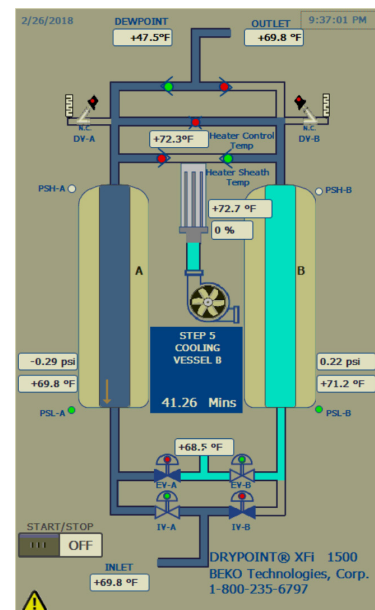 2/26/2018
DEWPOINT
OUTLET
9:37:01 PM
+47.5°F
+69.8 °F
N.C.
DV-A
+72.3°F
Heater Control
Temp
N.C.
DV-B
Heater Sheath
Temp
PSH-A
PSH-B
+72.7 °F
0 %
A
B
STEP 5
COOLING
VESSEL B
41.26 Mins
-0.29 psi
0.22 psi
+69.8 °F
+71.2 °F
PSL-A
PSL-B
+68.5 °F
EV-A
EV-B
START/STOP
IV-A
IV-B
OFF
INLET
+69.8 °F
DRYPOINT® XFi 1500
BEKO Technologies, Corp.
1-800-235-6797